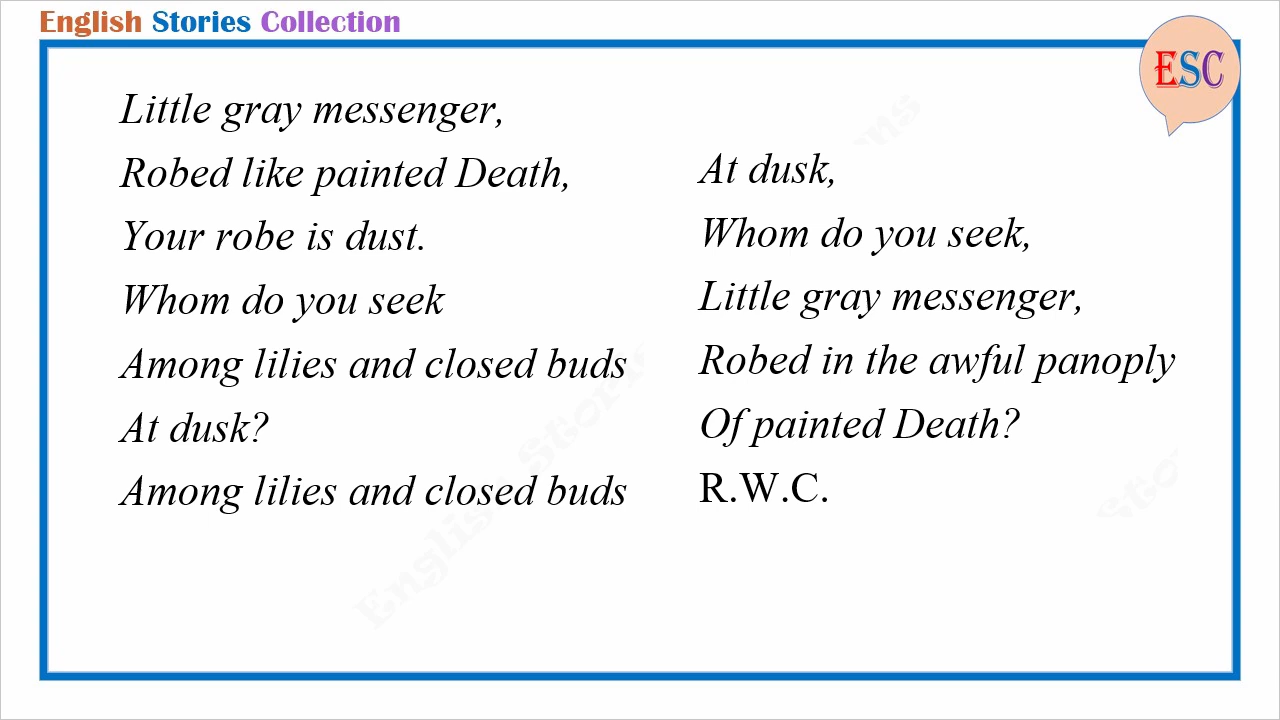 English Stories Collection
ESC
Little gray messenger,
Robed like painted Death,
Your robe is dust.
Whom do you seek
Among lilies and closed buds
At dusk?
Among lilies and closed buds
At dusk,
Whom do you seek,
Little gray messenger,
Robed in the awful panoply
Of painted Death?
R.W.C.